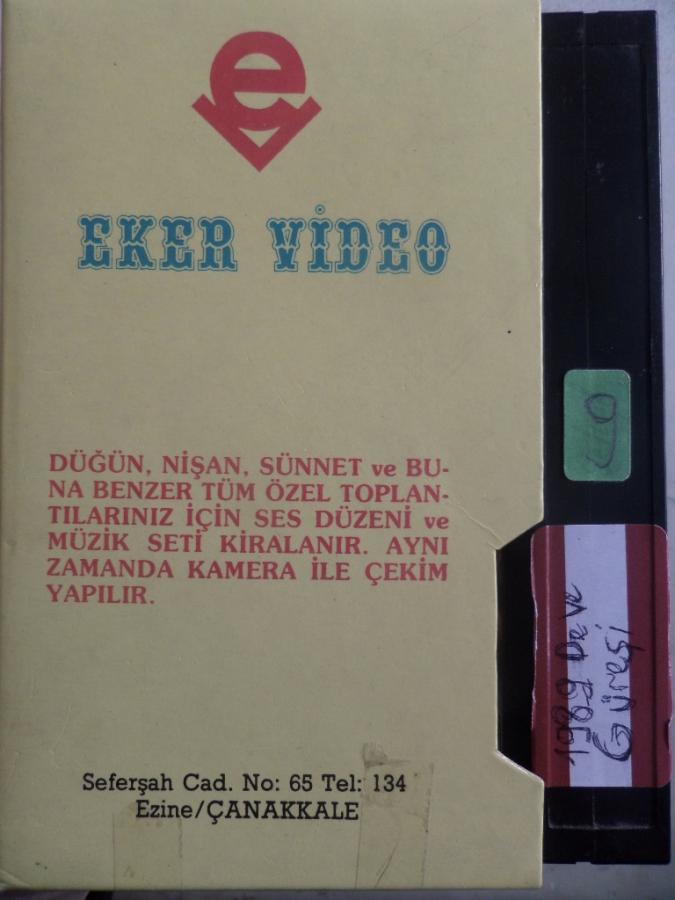 e
EKER VİDEO
DÜĞÜN, NİŞAN, SÜNNET ve BU-
NA BENZER TÜM ÖZEL TOPLAN-
TILARINIZ İÇİN SES DÜZENİ ve
MÜZİK SETİ KİRALANIR. AYNI
ZAMANDA KAMERA İLE ÇEKİM
YAPILIR.
Seferşah Cad. No: 65 Tel: 134
Ezine/ÇANAKKALE
1989 Deve
Güreşi